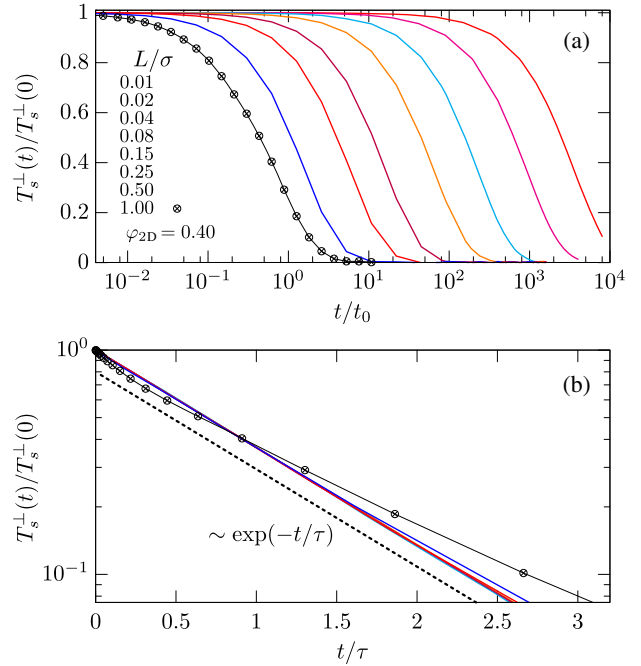 1
0.8
0.6
0.4
0.2
0
T_s^⊥(t)/T_s^⊥(0)
(a)
L/σ
0.01
0.02
0.04
0.08
0.15
0.25
0.50
1.00
φ_2D = 0.40
10^−2 10^−1 10^0 10^1 10^2 10^3 10^4
t/t_0
10^0
10^−1
T_s^⊥(t)/T_s^⊥(0)
(b)
∼ exp(−t/τ)
0 0.5 1 1.5 2 2.5 3
t/τ